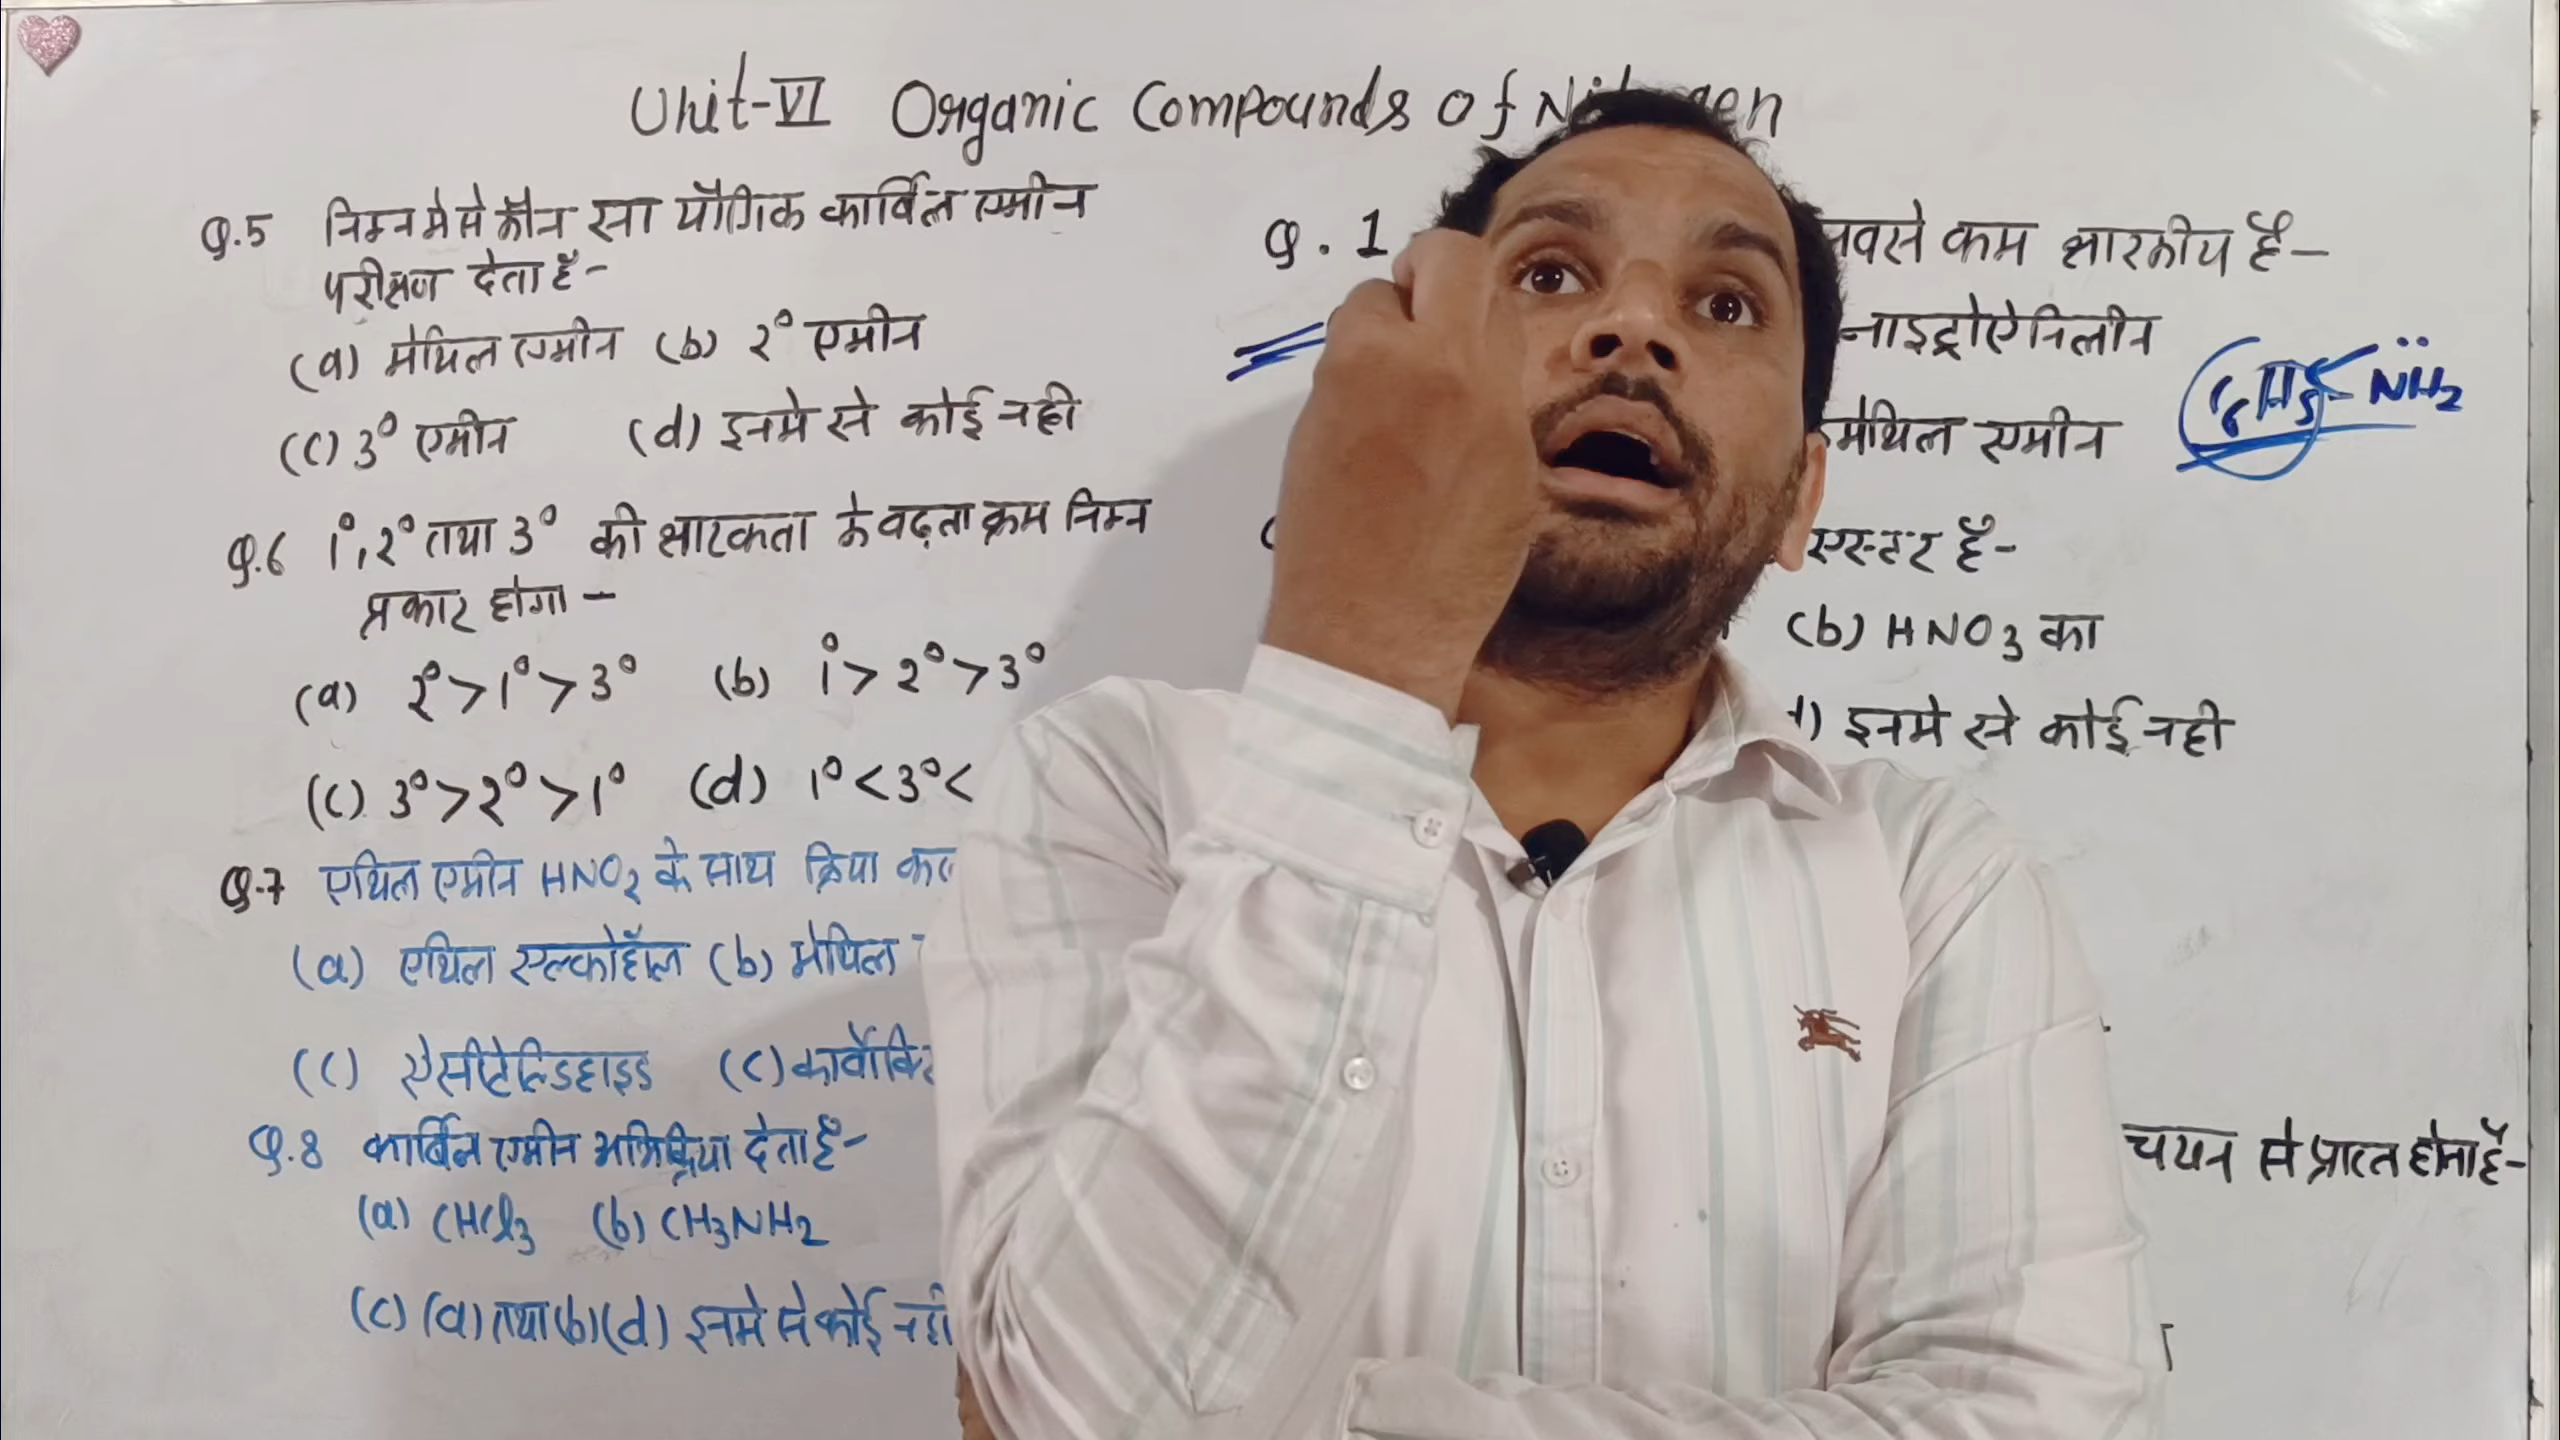 Unit-VI Organic Compounds of
Q.5 निम्न मे से कौन सा यौगिक कार्बिल एमीन
परीक्षण देता है-
(a) मेथिल एमीन (b) 2° एमीन
(c) 3° एमीन (d) इनमे से कोई नही
Q.6 1°, 2° तथा 3° की क्षारकता के बढ़ता क्रम निम्न
प्रकार होगा -
(a) 2° > 1° > 3° (b) 1° > 2° > 3°
(c) 3° > 2° > 1° (d) 1° < 3° <
Q.7 एथिल एमीन HNO2 के साथ क्रिया
(a) एथिल एल्कोहॉल (b) मेथिल
(c) ऐसीटेल्डिहाइड (c)
Q.8 कार्बिल एमीन अभिक्रिया देता है-
(a) CHCl3 (b) CH3NH2
(c) (a) तथा (b) (d) इनमे से कोई नही
Q.1 सबसे कम क्षारकीय है-
नाइट्रोऐनिलीन
C6H5-NH2
मेथिल एमीन
एस्टर है-
(b) HNO3 का
इनमे से कोई नही
चयन से प्राप्त होता है-